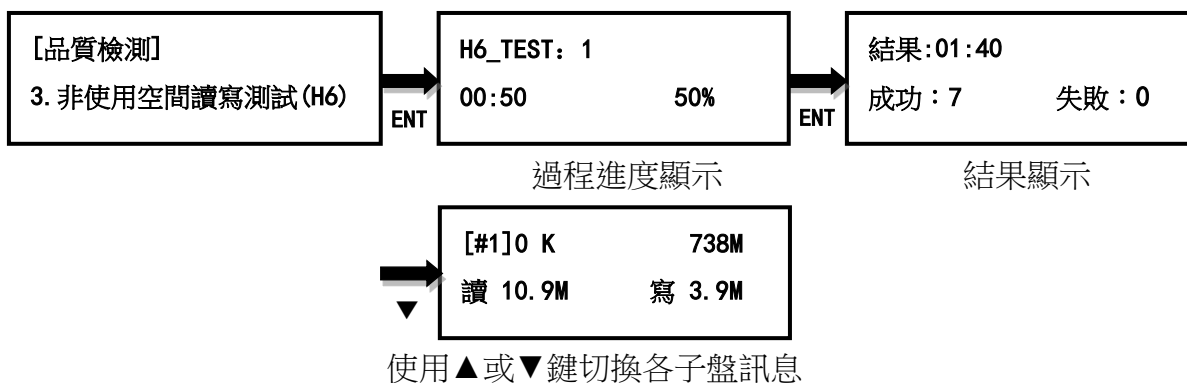 [品質檢測]
3.非使用空間讀寫測試(H6)
ENT
H6_TEST: 1
00:50 50%
ENT
結果:01:40
成功：7 失敗：0
過程進度顯示
結果顯示
▼
[#1]0 K 738M
讀 10.9M 寫 3.9M
使用▲或▼鍵切換各子盤訊息